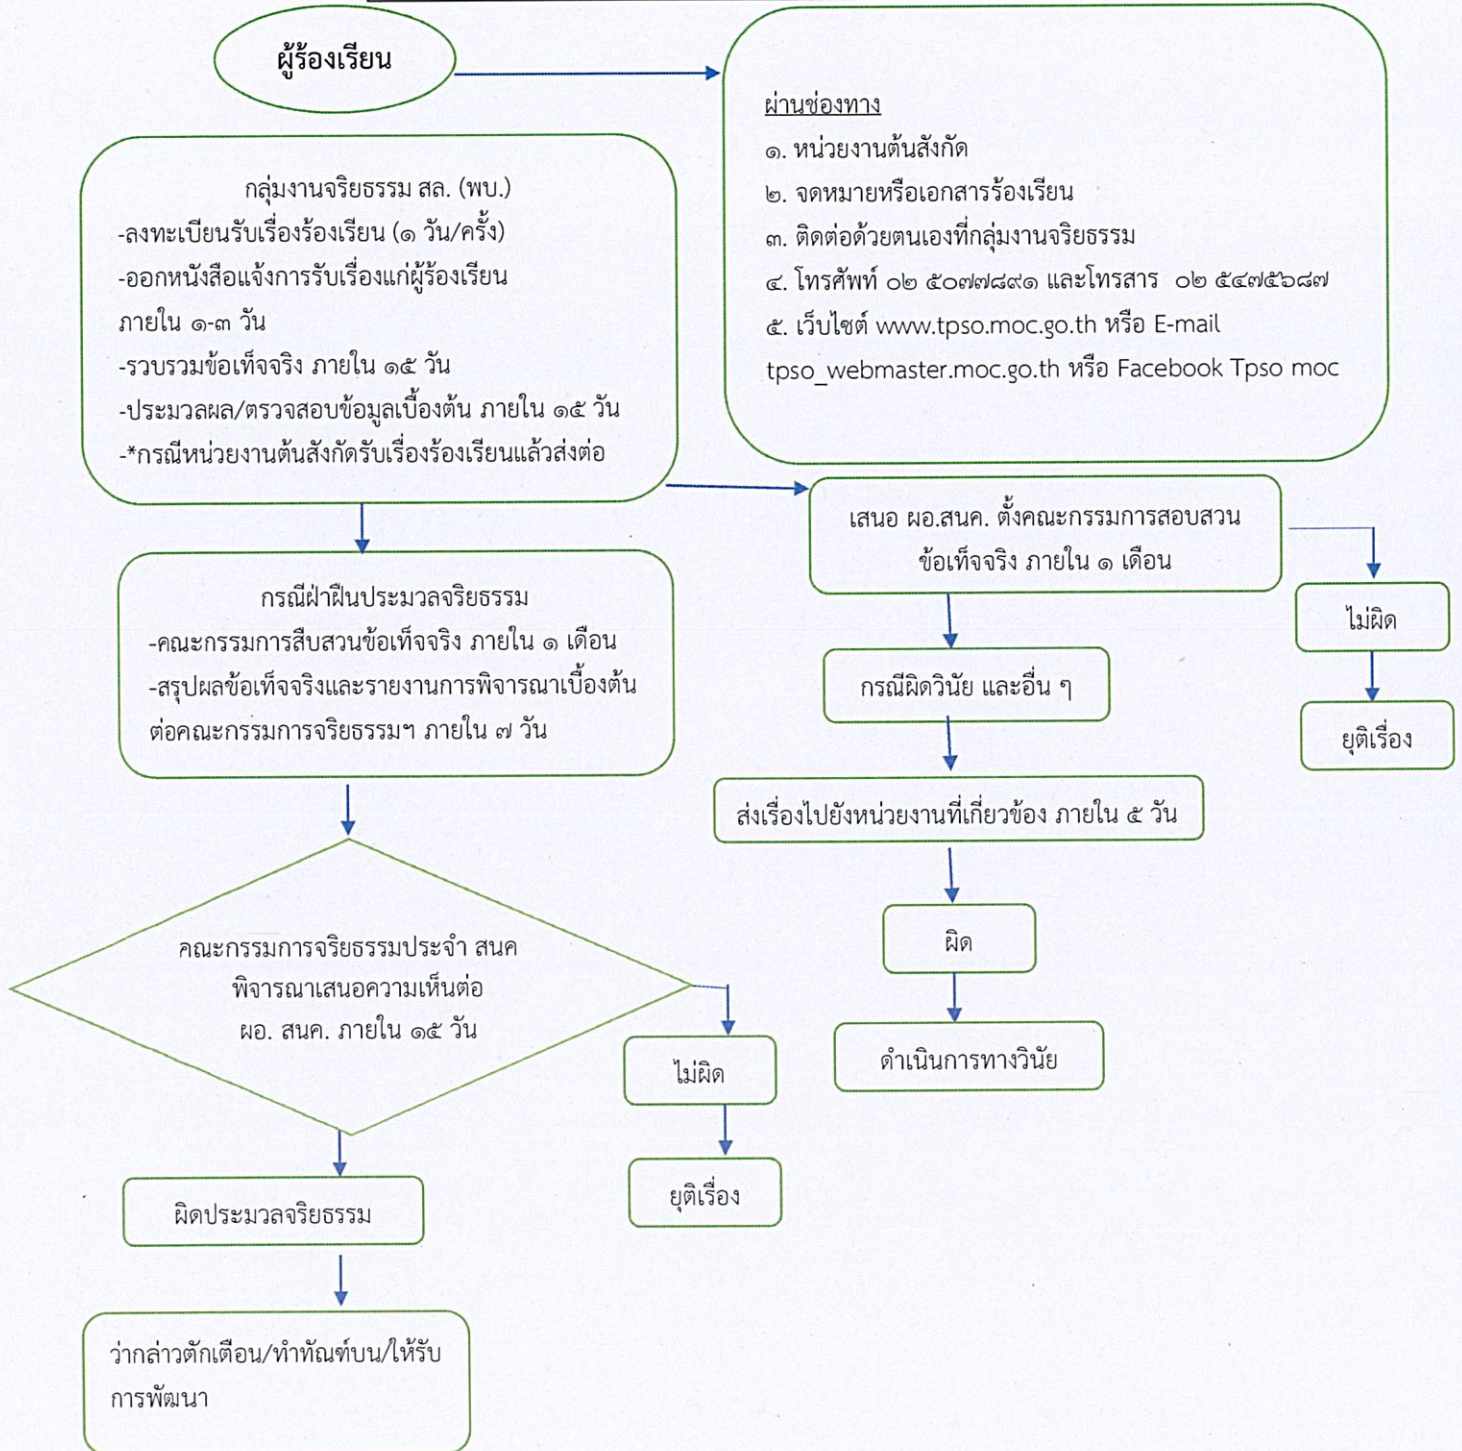 ผู้ร้องเรียน
ผ่านช่องทาง
๑. หน่วยงานต้นสังกัด
๒. จดหมายหรือเอกสารร้องเรียน
๓. ติดต่อด้วยตนเองที่กลุ่มงานจริยธรรม
๔. โทรศัพท์ ๐๒ ๕๐๗๗๘๙๑ และโทรสาร ๐๒ ๕๔๗๕๖๘๗
๕. เว็บไซต์ www.tpso.moc.go.th หรือ E-mail
tpso_webmaster.moc.go.th หรือ Facebook Tpso moc
กลุ่มงานจริยธรรม สล. (พบ.)
-ลงทะเบียนรับเรื่องร้องเรียน (๑ วัน/ครั้ง)
-ออกหนังสือแจ้งการรับเรื่องแก่ผู้ร้องเรียน
ภายใน ๑-๓ วัน
-รวบรวมข้อเท็จจริง ภายใน ๑๕ วัน
-ประมวลผล/ตรวจสอบข้อมูลเบื้องต้น ภายใน ๑๕ วัน
-*กรณีหน่วยงานต้นสังกัดรับเรื่องร้องเรียนแล้วส่งต่อ
เสนอ ผอ.สนค. ตั้งคณะกรรมการสอบสวน
ข้อเท็จจริง ภายใน ๑ เดือน
ไม่ผิด
ยุติเรื่อง
กรณีผิดวินัย และอื่น ๆ
ส่งเรื่องไปยังหน่วยงานที่เกี่ยวข้อง ภายใน ๕ วัน
ผิด
ดำเนินการทางวินัย
กรณีฝ่าฝืนประมวลจริยธรรม
-คณะกรรมการสืบสวนข้อเท็จจริง ภายใน ๑ เดือน
-สรุปผลข้อเท็จจริงและรายงานการพิจารณาเบื้องต้น
ต่อคณะกรรมการจริยธรรมฯ ภายใน ๗ วัน
คณะกรรมการจริยธรรมประจำ สนค
พิจารณาเสนอความเห็นต่อ
ผอ. สนค. ภายใน ๑๕ วัน
ไม่ผิด
ยุติเรื่อง
ผิดประมวลจริยธรรม
ว่ากล่าวตักเตือน/ทำทัณฑ์บน/ให้รับ
การพัฒนา